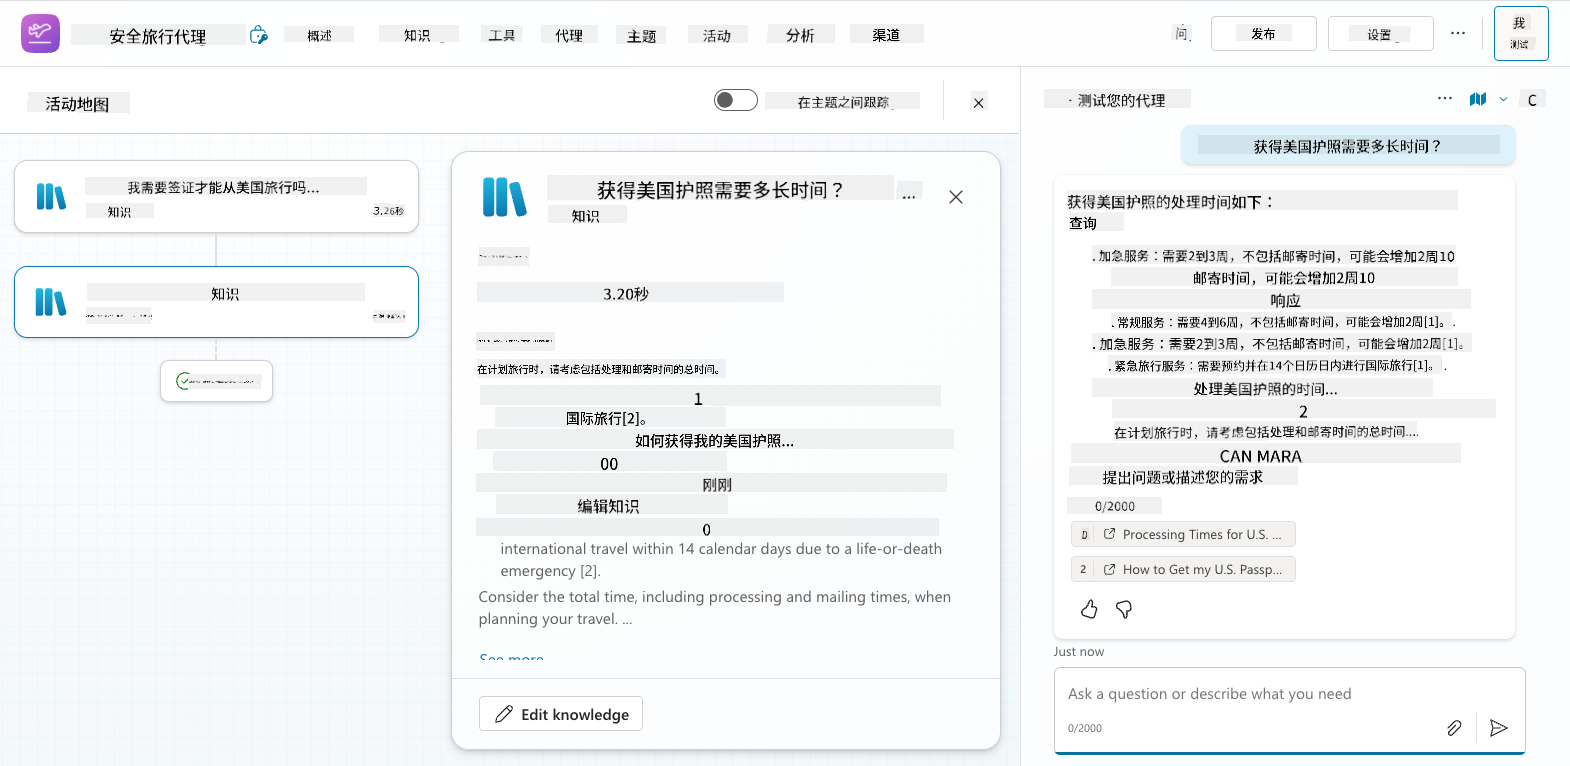 安全旅行代理
概述
知识
工具
代理
主题
活动
分析
渠道
问
发布
设置
我
测试
活动地图
在主题之间跟踪
· 测试您的代理
C
我需要签证才能从美国旅行吗...
知识
3.26秒
知识
获得美国护照需要多长时间？
...
知识
3.20秒
在计划旅行时，请考虑包括处理和邮寄时间的总时间。
1
国际旅行[2]。
如何获得我的美国护照...
00
刚刚
编辑知识
0
international travel within 14 calendar days due to a life-or-death
emergency [2].
Consider the total time, including processing and mailing times, when
planning your travel. ...
See more
Edit knowledge
获得美国护照需要多长时间？
获得美国护照的处理时间如下：
查询
. 加急服务：需要2到3周，不包括邮寄时间，可能会增加2周10
邮寄时间，可能会增加2周10
响应
. 常规服务：需要4到6周，不包括邮寄时间，可能会增加2周[1]。.
. 加急服务：需要2到3周，不包括邮寄时间，可能会增加2周[1]。
. 紧急旅行服务：需要预约并在14个日历日内进行国际旅行[1]。.
处理美国护照的时间...
2
在计划旅行时，请考虑包括处理和邮寄时间的总时间....
CAN MARA
提出问题或描述您的需求
0/2000
D Processing Times for U.S. ...
2 How to Get my U.S. Passp...
Just now
Ask a question or describe what you need
0/2000